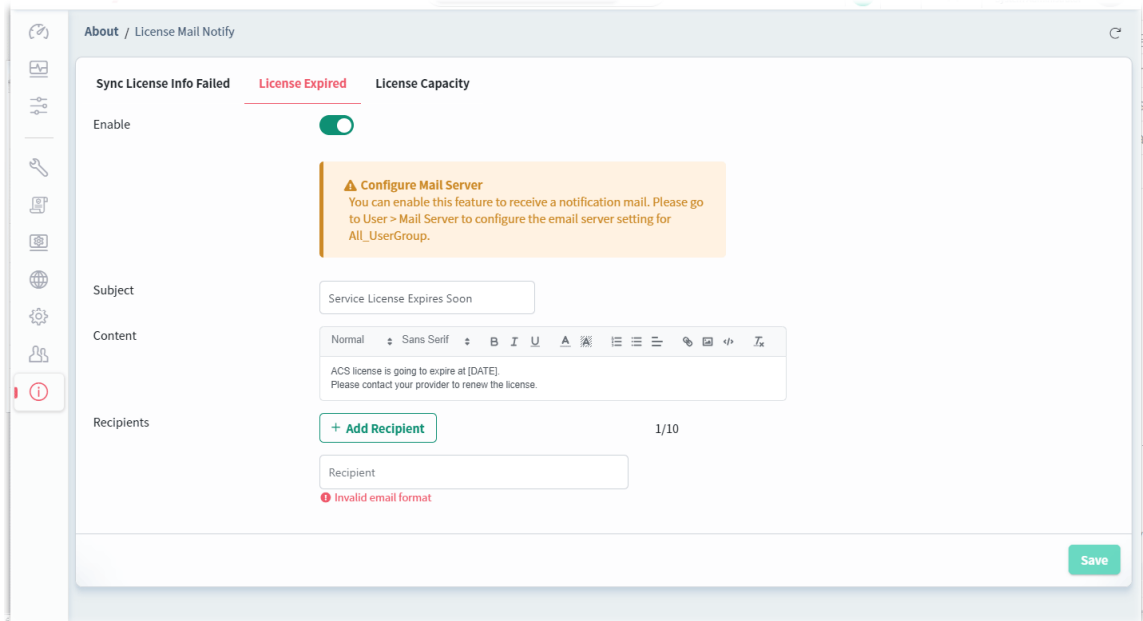 About / License Mail Notify
Sync License Info Failed License Expired License Capacity
Enable
Configure Mail Server
You can enable this feature to receive a notification mail. Please go
to User > Mail Server to configure the email server setting for
All_UserGroup.
Subject
Service License Expires Soon
Content
Normal Sans Serif B I U A A Tx
ACS license is going to expire at [DATE].
Please contact your provider to renew the license.
Recipients
+ Add Recipient 1/10
Recipient
Invalid email format
Save